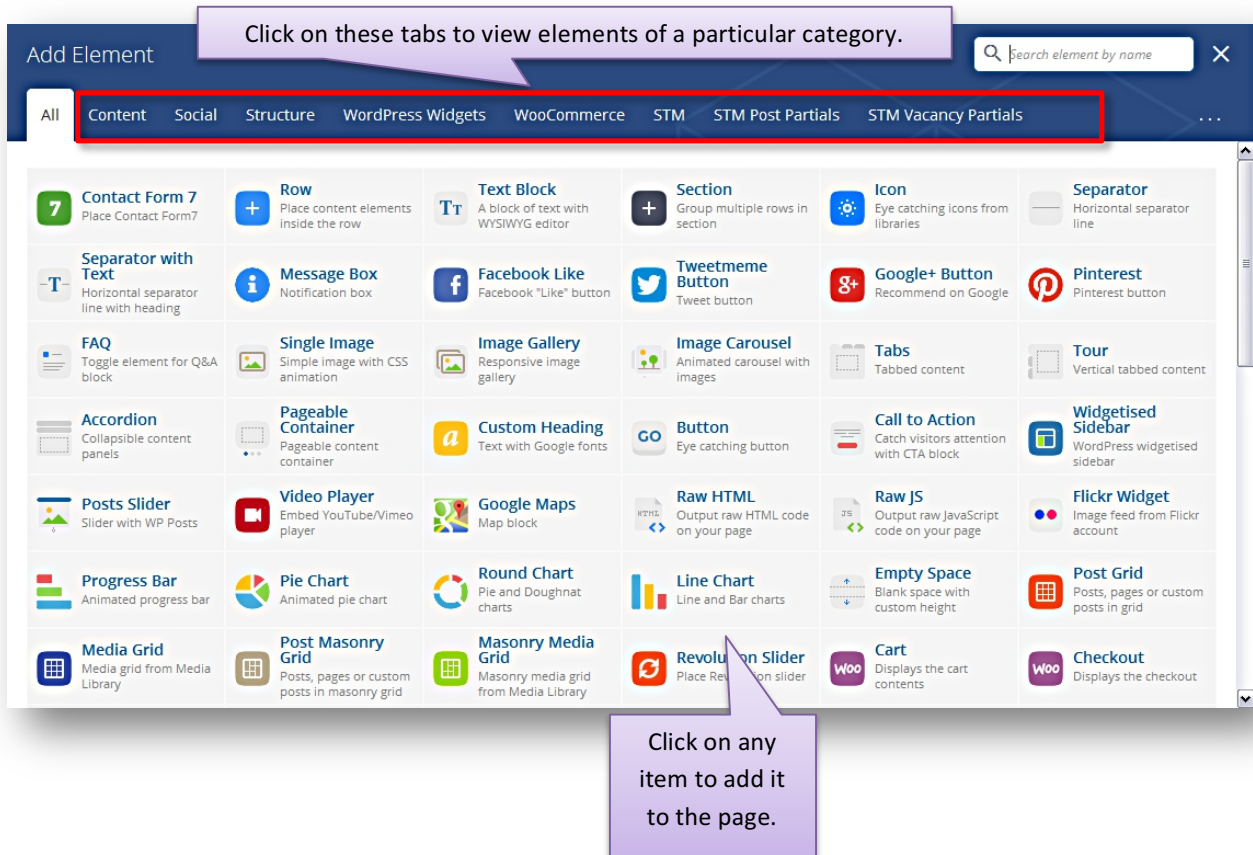 Click on these tabs to view elements of a particular category.
Add Element
Search element by name
All Content Social Structure WordPress Widgets WooCommerce STM STM Post Partials STM Vacancy Partials ...
7
Contact Form 7
Place Contact Form7
Row
Place content elements
inside the row
TT
Text Block
A block of text with
WYSIWYG editor
Section
Group multiple rows in
section
Icon
Eye catching icons from
libraries
Separator
Horizontal separator
line
-T-
Separator with
Text
Horizontal separator
line with heading
i
Message Box
Notification box
f
Facebook Like
Facebook "Like" button
Tweetmeme
Button
Tweet button
g+
Google+ Button
Recommend on Google
Pinterest
Pinterest button
FAQ
Toggle element for Q&A
block
Single Image
Simple image with CSS
animation
Image Gallery
Responsive image
gallery
Image Carousel
Animated carousel with
images
Tabs
Tabbed content
Tour
Vertical tabbed content
Accordion
Collapsible content
panels
Pageable
Container
Pageable content
container
a
Custom Heading
Text with Google fonts
GO
Button
Eye catching button
Call to Action
Catch visitors attention
with CTA block
Widgetised
Sidebar
WordPress widgetised
sidebar
Posts Slider
Slider with WP Posts
Video Player
Embed YouTube/Vimeo
player
Google Maps
Map block
HTML
Raw HTML
Output raw HTML code
on your page
JS
Raw JS
Output raw JavaScript
code on your page
Flickr Widget
Image feed from Flickr
account
Progress Bar
Animated progress bar
Pie Chart
Animated pie chart
Round Chart
Pie and Doughnat
charts
Line Chart
Line and Bar charts
Empty Space
Blank space with
custom height
Post Grid
Posts, pages or custom
posts in grid
Media Grid
Media grid from Media
Library
Post Masonry
Grid
Posts, pages or custom
posts in masonry grid
Masonry Media
Grid
Masonry media grid
from Media Library
Slider
Place slider
Woo
Cart
Displays the cart
contents
Woo
Checkout
Displays the checkout
Click on any
item to add it
to the page.